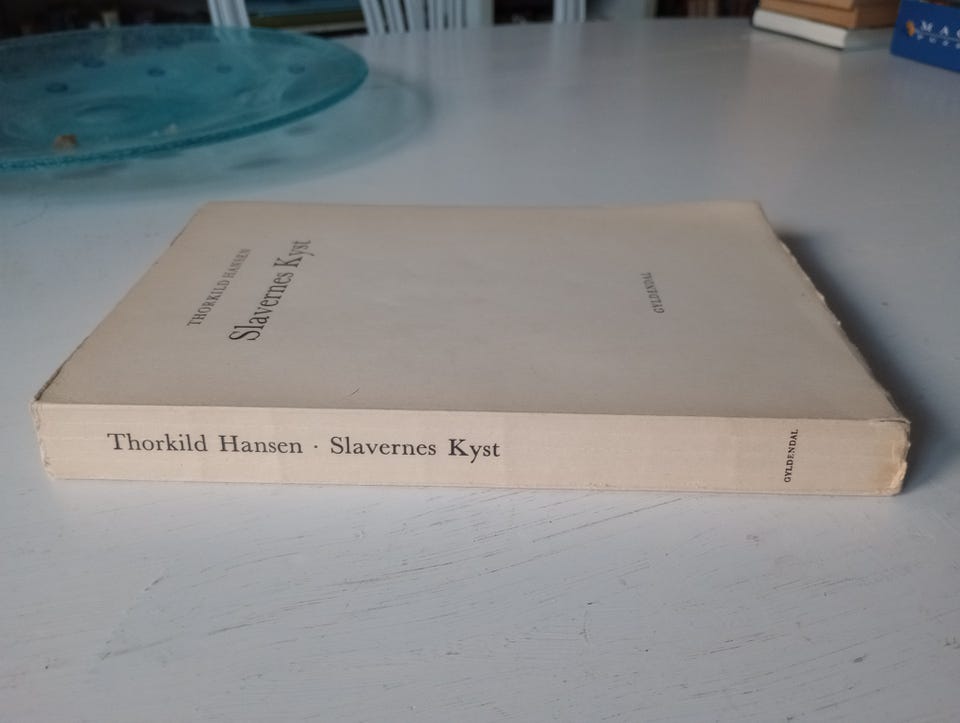 THORKILD HANSEN
Slavernes Kyst
GYLDENDAL
Thorkild Hansen · Slavernes Kyst
GYLDENDAL